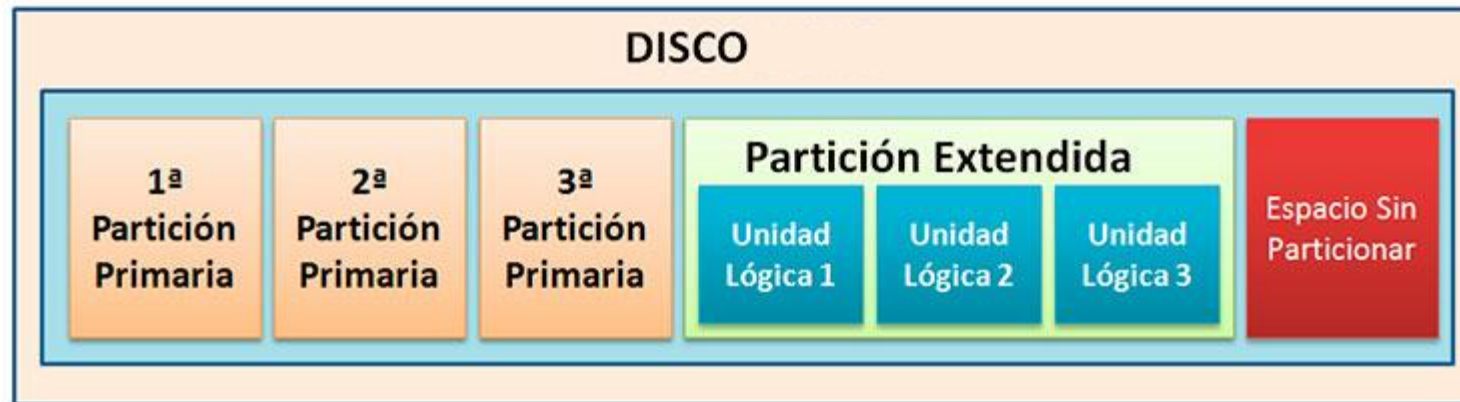 DISCO
1ª
Partición
Primaria
2ª
Partición
Primaria
3ª
Partición
Primaria
Partición Extendida
Unidad
Lógica 1
Unidad
Lógica 2
Unidad
Lógica 3
Espacio Sin
Particionar